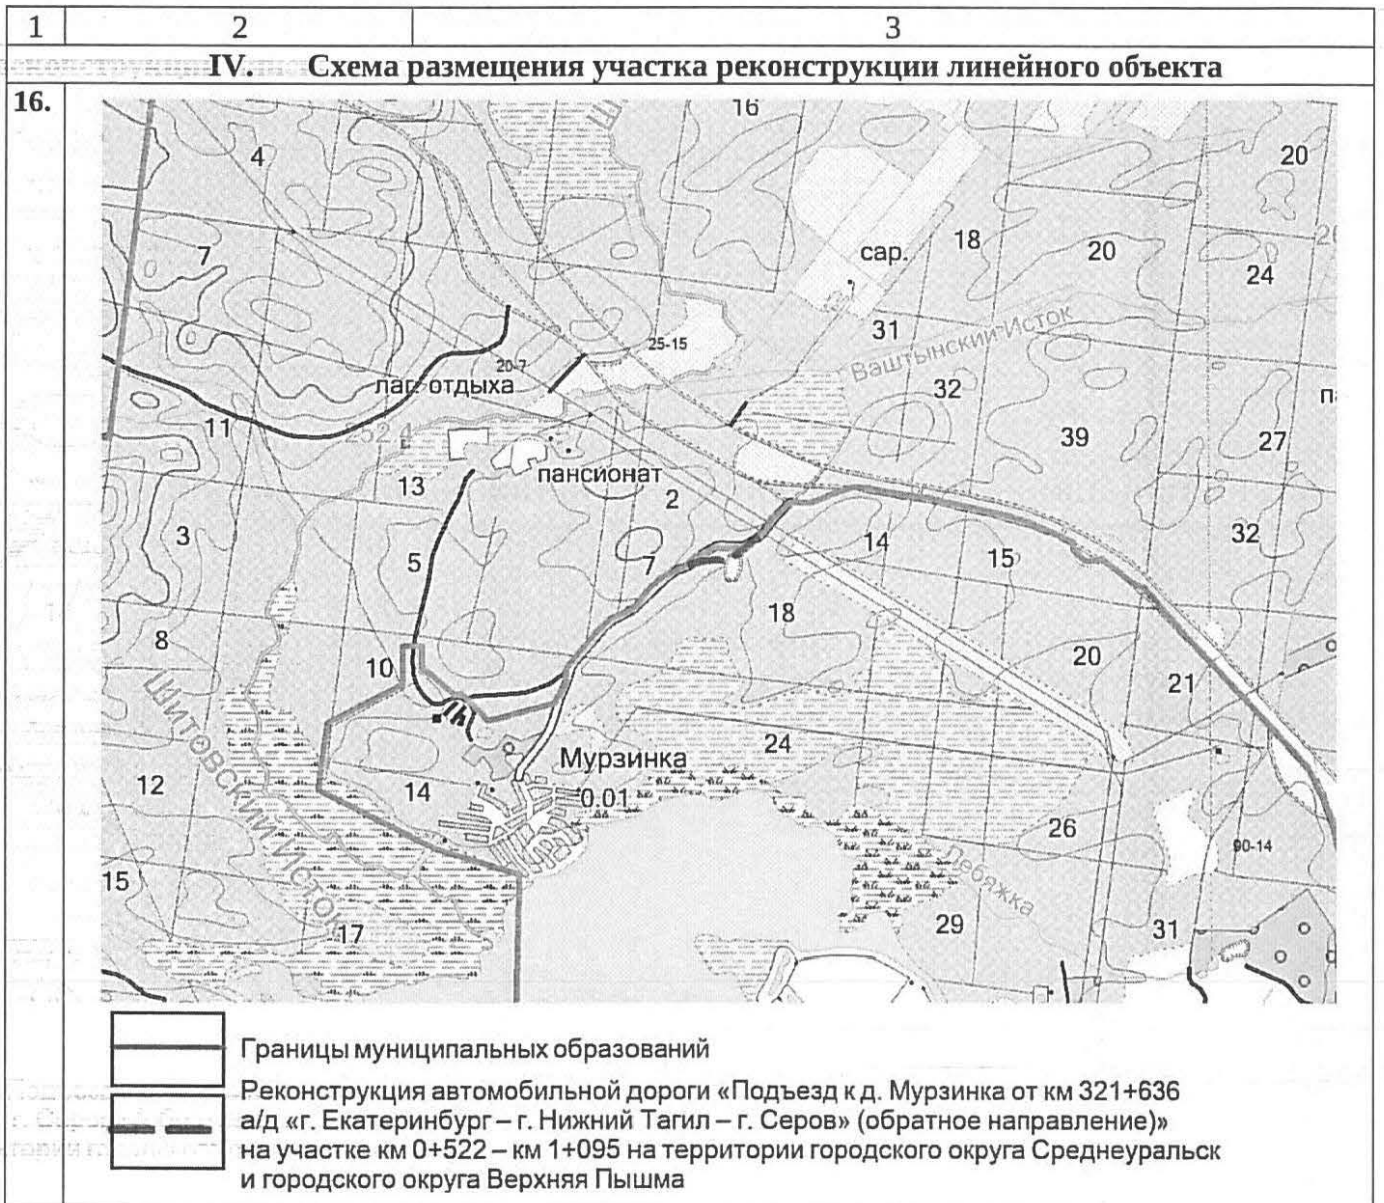 1 2 3
IV. Схема размещения участка реконструкции линейного объекта
16.
16
4
20
7
сар.
18
20
24
31
Ваштынский Исток
25-15
20-7
лаг. отдыха
32
11
252.4
39
27
13
пансионат
2
3
5
7
14
15
32
8
18
10
20
21
Шитовский Исток
24
Мурзинка
12
14
0.01
26
Лебяжка
90-14
15
17
29
31
Границы муниципальных образований
Реконструкция автомобильной дороги «Подъезд к д. Мурзинка от км 321+636
а/д «г. Екатеринбург – г. Нижний Тагил – г. Серов» (обратное направление)»
на участке км 0+522 – км 1+095 на территории городского округа Среднеуральск
и городского округа Верхняя Пышма